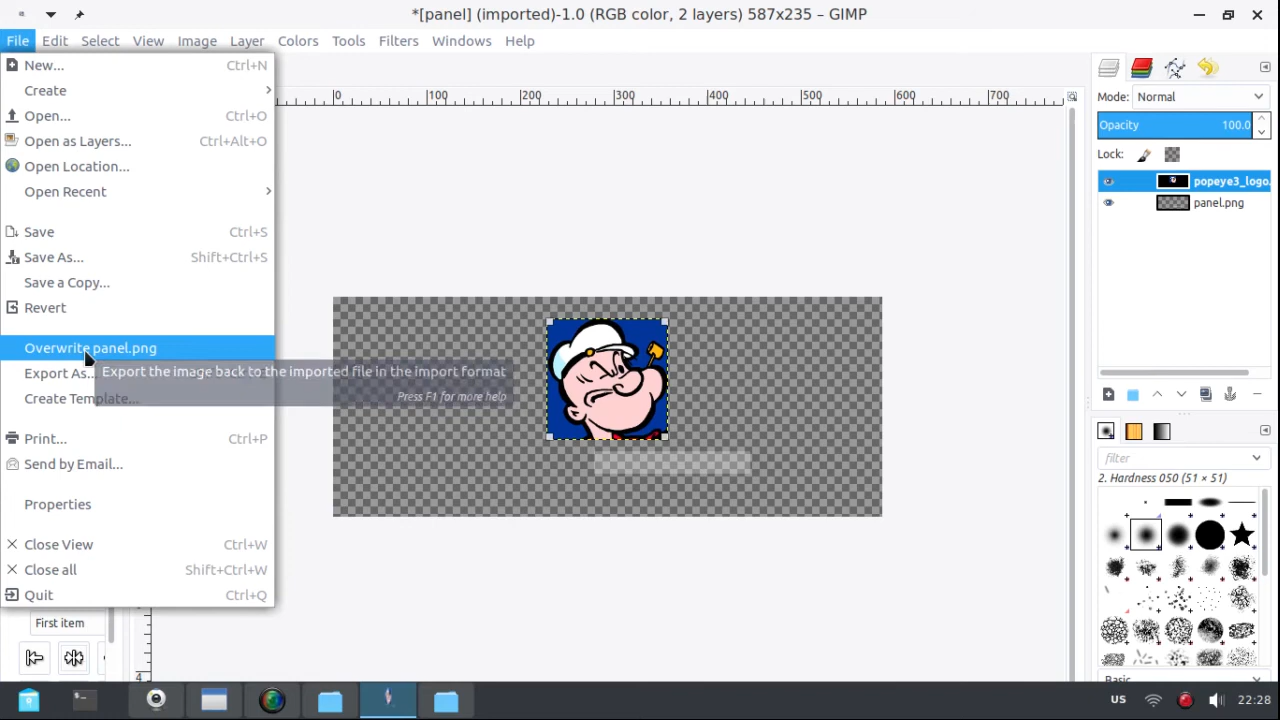 *[panel] (imported)-1.0 (RGB color, 2 layers) 587x235 – GIMP
File Edit Select View Image Layer Colors Tools Filters Windows Help
New... Ctrl+N
Create
Open... Ctrl+O
Open as Layers... Ctrl+Alt+O
Open Location...
Open Recent
Save Ctrl+S
Save As... Shift+Ctrl+S
Save a Copy...
Revert
Overwrite panel.png
Export As...
Export the image back to the imported file in the import format
Press F1 for more help
Create Template...
Print... Ctrl+P
Send by Email...
Properties
Close View Ctrl+W
Close all Shift+Ctrl+W
Quit Ctrl+Q
First item
0 100 200 300 400 500 600 700
4
Mode: Normal
Opacity 100.0
Lock:
popeye3_logo.
panel.png
filter
2. Hardness 050 (51 × 51)
Basic
US 22:28